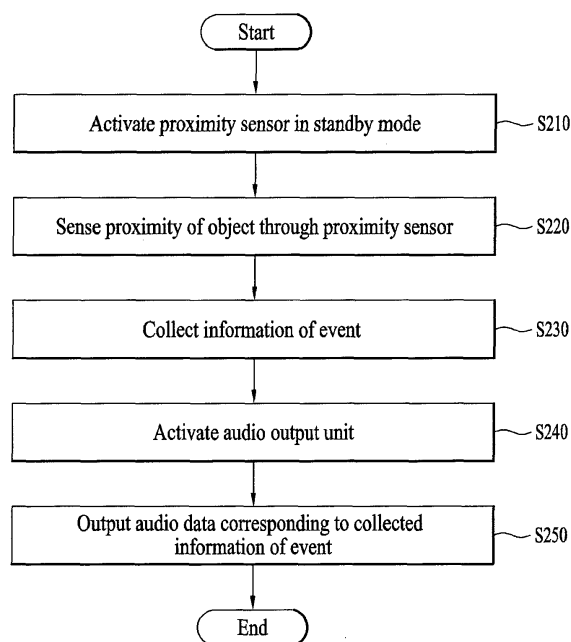 Start
Activate proximity sensor in standby mode
S210
Sense proximity of object through proximity sensor
S220
Collect information of event
S230
Activate audio output unit
S240
Output audio data corresponding to collected
information of event
S250
End